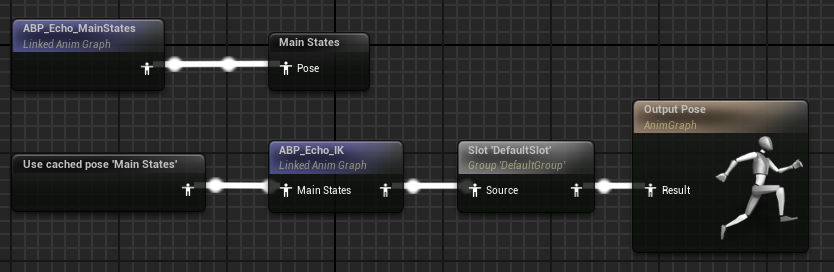 ABP_Echo_MainStates
Linked Anim Graph
Main States
Pose
Use cached pose 'Main States'
ABP_Echo_IK
Linked Anim Graph
Main States
Slot 'DefaultSlot'
Group 'DefaultGroup'
Source
Output Pose
AnimGraph
Result